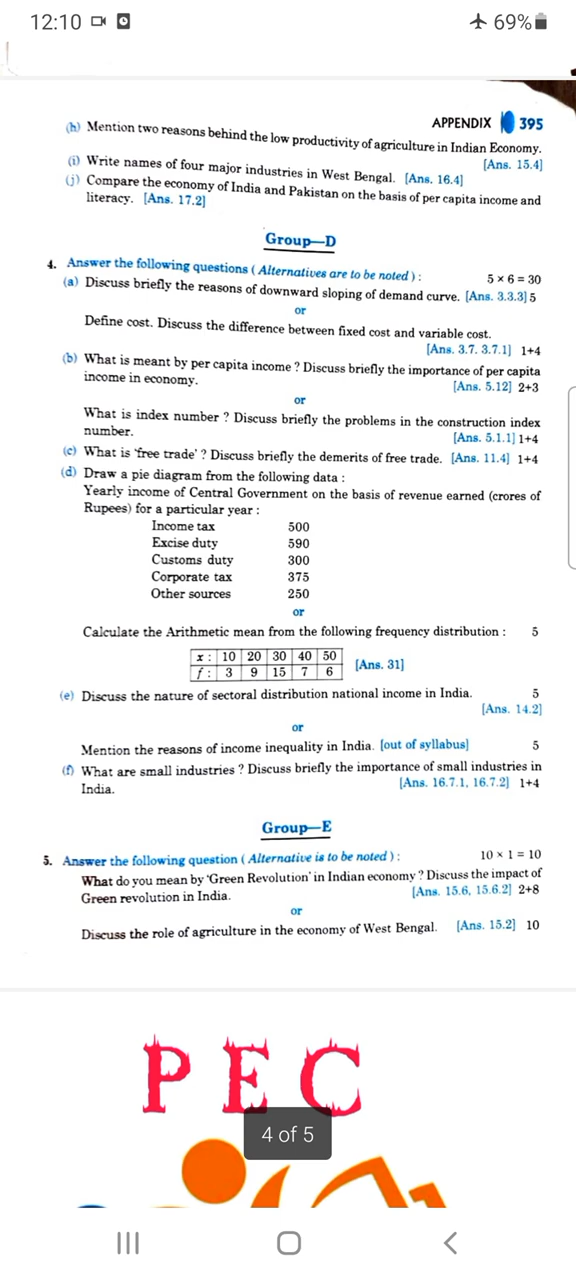 12:10 69%
APPENDIX 395
(h) Mention two reasons behind the low productivity of agriculture in Indian Economy.
[Ans. 15.4]
(i) Write names of four major industries in West Bengal. [Ans. 16.4]
(j) Compare the economy of India and Pakistan on the basis of per capita income and
literacy. [Ans. 17.2]
Group—D
4. Answer the following questions ( Alternatives are to be noted ) : 5 × 6 = 30
(a) Discuss briefly the reasons of downward sloping of demand curve. [Ans. 3.3.3] 5
or
Define cost. Discuss the difference between fixed cost and variable cost.
[Ans. 3.7. 3.7.1] 1+4
(b) What is meant by per capita income ? Discuss briefly the importance of per capita
income in economy. [Ans. 5.12] 2+3
or
What is index number ? Discuss briefly the problems in the construction index
number. [Ans. 5.1.1] 1+4
(c) What is 'free trade' ? Discuss briefly the demerits of free trade. [Ans. 11.4] 1+4
(d) Draw a pie diagram from the following data :
Yearly income of Central Government on the basis of revenue earned (crores of
Rupees) for a particular year :
Income tax 500
Excise duty 590
Customs duty 300
Corporate tax 375
Other sources 250
or
Calculate the Arithmetic mean from the following frequency distribution : 5
x : 10 20 30 40 50
f : 3 9 15 7 6 [Ans. 31]
(e) Discuss the nature of sectoral distribution national income in India. 5
[Ans. 14.2]
or
Mention the reasons of income inequality in India. [out of syllabus] 5
(f) What are small industries ? Discuss briefly the importance of small industries in
India. [Ans. 16.7.1, 16.7.2] 1+4
Group—E
5. Answer the following question ( Alternative is to be noted ) : 10 × 1 = 10
What do you mean by 'Green Revolution' in Indian economy ? Discuss the impact of
Green revolution in India. [Ans. 15.6, 15.6.2] 2+8
or
Discuss the role of agriculture in the economy of West Bengal. [Ans. 15.2] 10
PEC
4 of 5